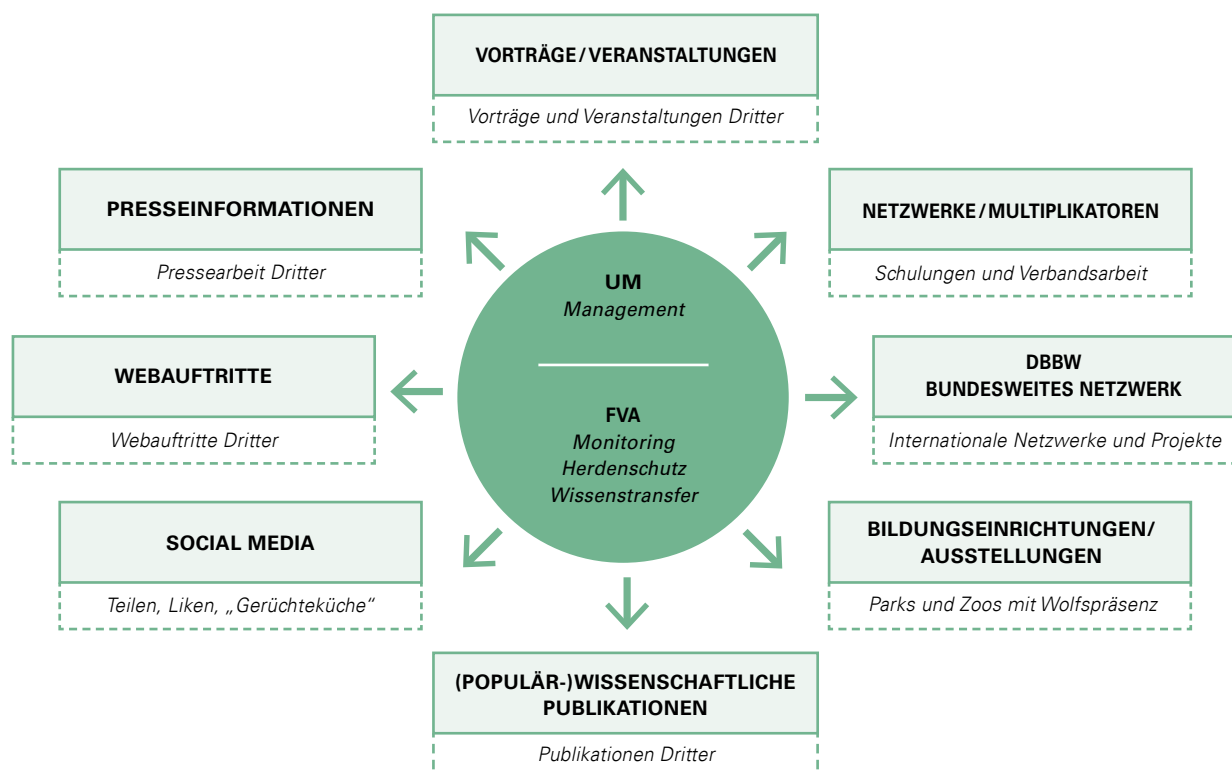 VORTRÄGE / VERANSTALTUNGEN
Vorträge und Veranstaltungen Dritter
PRESSEINFORMATIONEN
Pressearbeit Dritter
NETZWERKE / MULTIPLIKATOREN
Schulungen und Verbandsarbeit
UM
Management
WEBAUFTRITTE
Webauftritte Dritter
DBBW
BUNDESWEITES NETZWERK
Internationale Netzwerke und Projekte
FVA
Monitoring
Herdenschutz
Wissenstransfer
SOCIAL MEDIA
Teilen, Liken, „Gerüchteküche“
BILDUNGSEINRICHTUNGEN/
AUSSTELLUNGEN
Parks und Zoos mit Wolfspräsenz
(POPULÄR-)WISSENSCHAFTLICHE
PUBLIKATIONEN
Publikationen Dritter